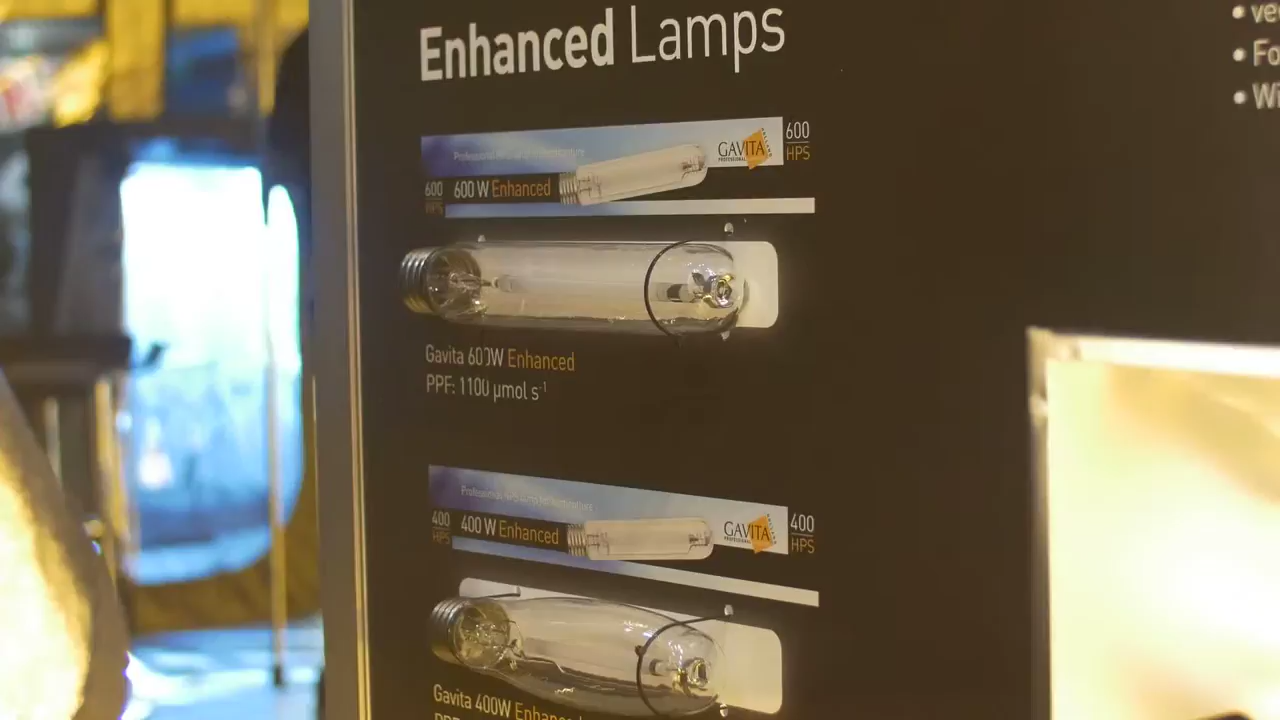 Enhanced Lamps
GAVITA
600
HPS
600
HPS
600 W Enhanced
Gavita 600W Enhanced
PPF: 1100 µmol s⁻¹
400
HPS
400 W Enhanced
GAVITA
400
HPS
Gavita 400W
• Fo